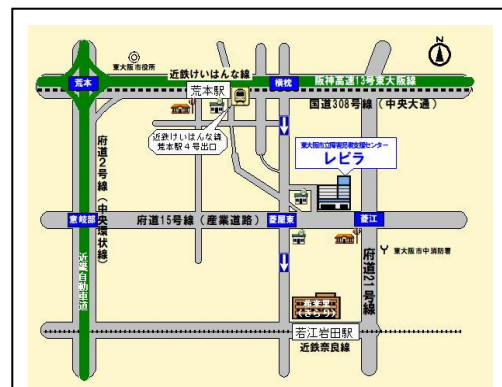 N
東大阪市役所
近鉄けいはんな線
荒本
荒本駅
横枕
阪神高速13号東大阪線
国道308号線（中央大通）
近鉄けいはんな線
荒本駅４号出口
東大阪市立障害児者支援センター
レピラ
府道2号線（中央環状線）
意岐部
府道15号線（産業道路）
菱屋東
菱江
近畿自動車道
府道21号線
東大阪市中消防署
希来里
（きらり）
若江岩田駅
近鉄奈良線